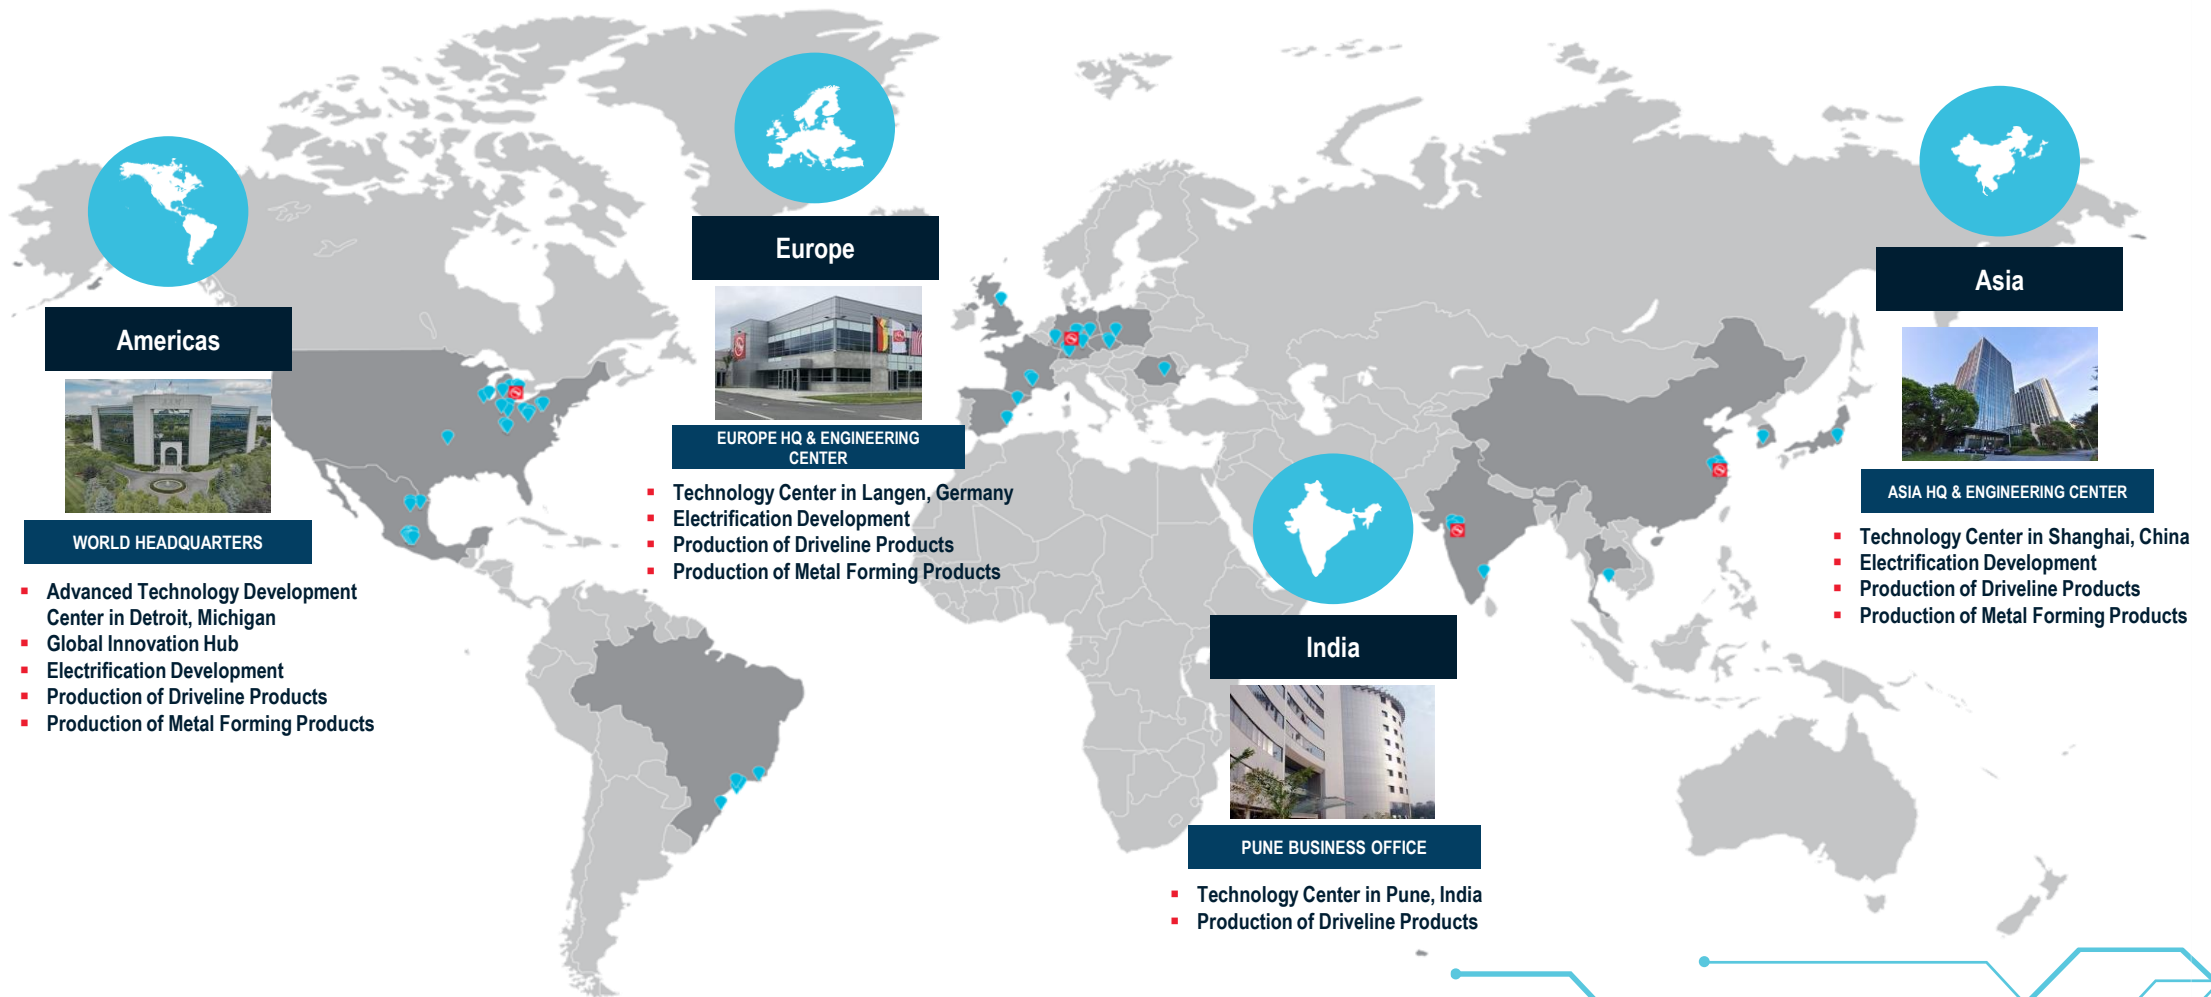 Americas
WORLD HEADQUARTERS
Advanced Technology Development
Center in Detroit, Michigan
Global Innovation Hub
Electrification Development
Production of Driveline Products
Production of Metal Forming Products
Europe
EUROPE HQ & ENGINEERING
CENTER
Technology Center in Langen, Germany
Electrification Development
Production of Driveline Products
Production of Metal Forming Products
India
PUNE BUSINESS OFFICE
Technology Center in Pune, India
Production of Driveline Products
Asia
ASIA HQ & ENGINEERING CENTER
Technology Center in Shanghai, China
Electrification Development
Production of Driveline Products
Production of Metal Forming Products